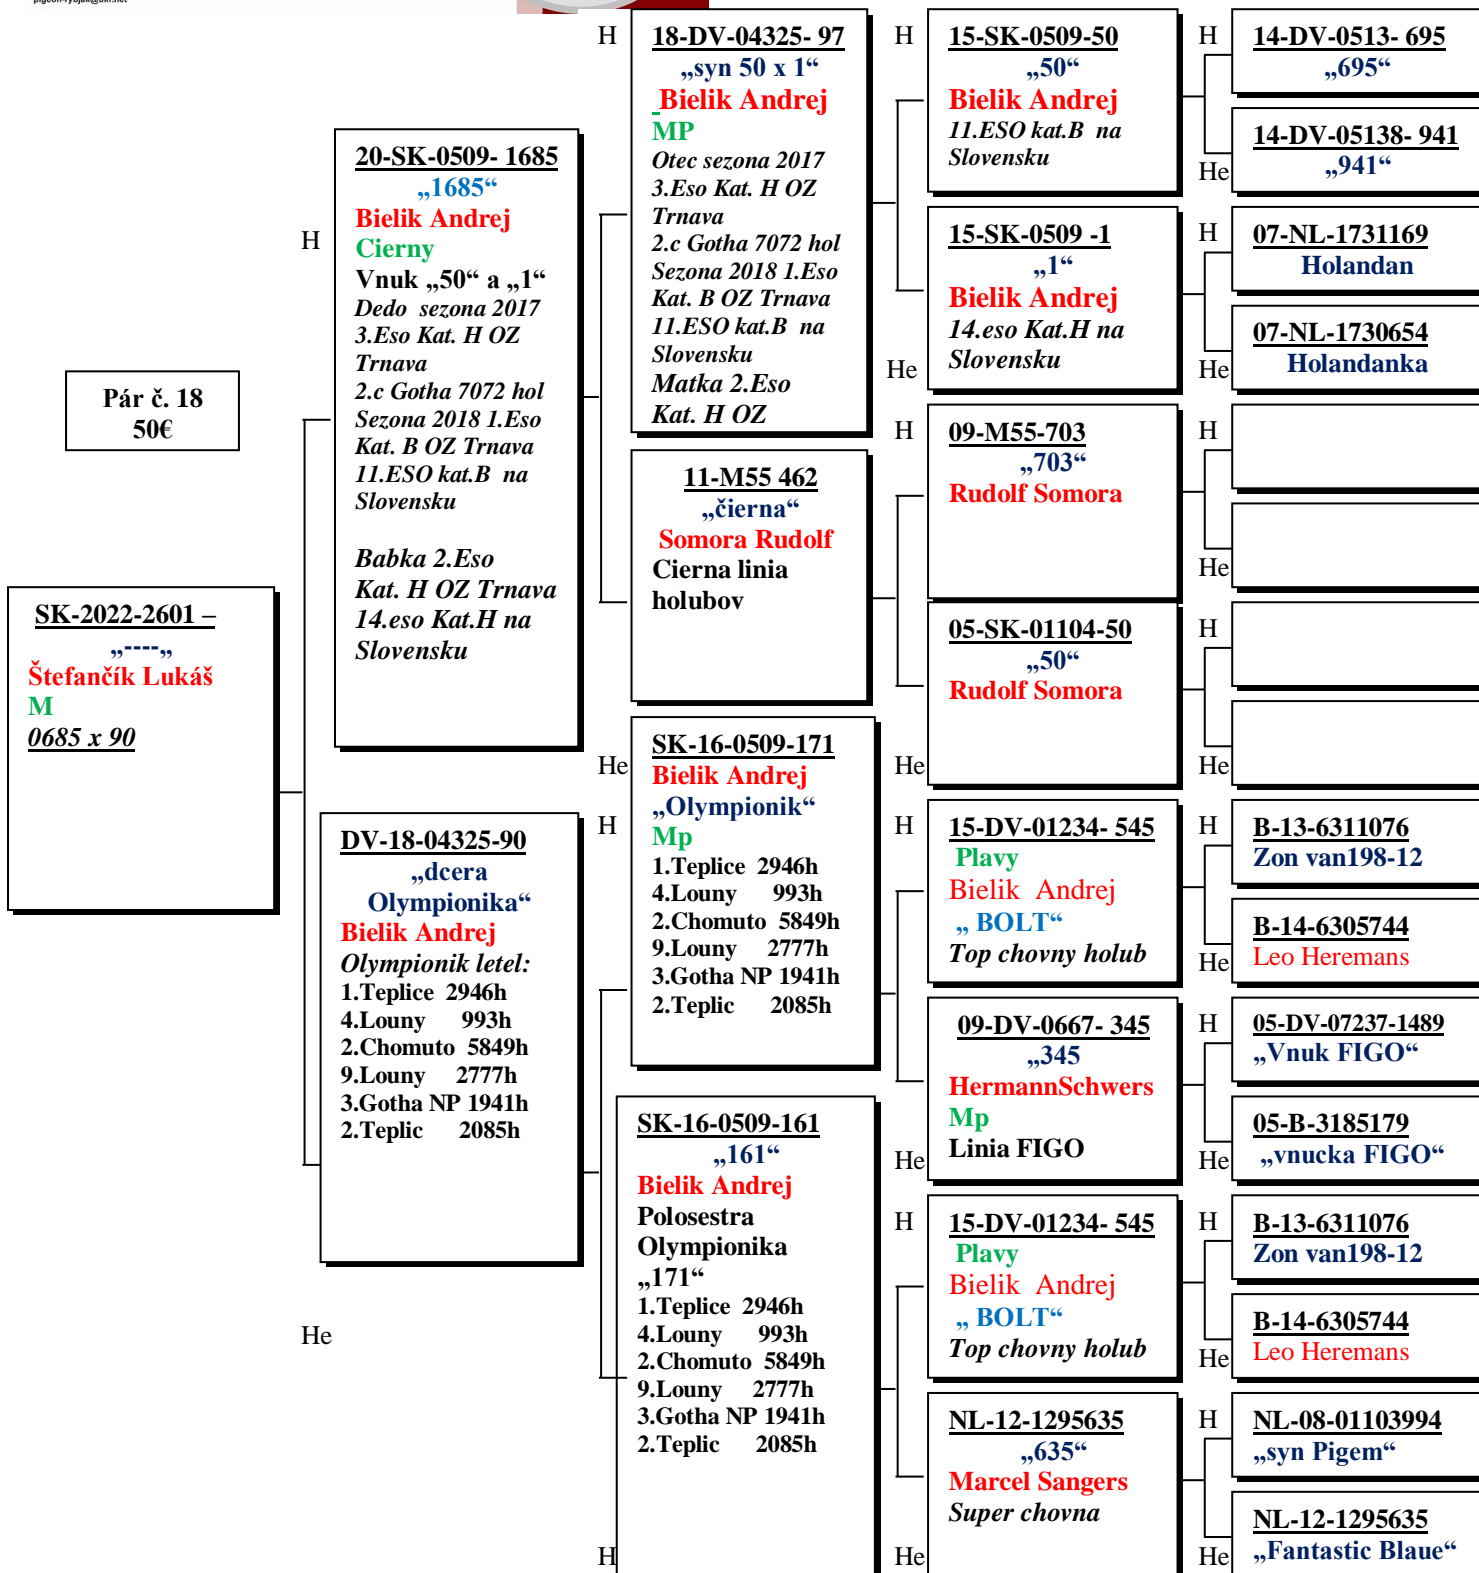 pigeon-rybjak@ukr.net
Pár č. 18
50€
SK-2022-2601 –
„----„
Štefančík Lukáš
M
0685 x 90
H
20-SK-0509- 1685
„1685“
Bielik Andrej
Cierny
Vnuk „50“ a „1“
Dedo sezona 2017
3.Eso Kat. H OZ
Trnava
2.c Gotha 7072 hol
Sezona 2018 1.Eso
Kat. B OZ Trnava
11.ESO kat.B na
Slovensku
Babka 2.Eso
Kat. H OZ Trnava
14.eso Kat.H na
Slovensku
He
DV-18-04325-90
„dcera
Olympionika“
Bielik Andrej
Olympionik letel:
1.Teplice 2946h
4.Louny 993h
2.Chomuto 5849h
9.Louny 2777h
3.Gotha NP 1941h
2.Teplic 2085h
H
18-DV-04325- 97
„syn 50 x 1“
Bielik Andrej
MP
Otec sezona 2017
3.Eso Kat. H OZ
Trnava
2.c Gotha 7072 hol
Sezona 2018 1.Eso
Kat. B OZ Trnava
11.ESO kat.B na
Slovensku
Matka 2.Eso
Kat. H OZ
He
11-M55 462
„čierna“
Somora Rudolf
Cierna linia
holubov
H
SK-16-0509-171
Bielik Andrej
„Olympionik“
Mp
1.Teplice 2946h
4.Louny 993h
2.Chomuto 5849h
9.Louny 2777h
3.Gotha NP 1941h
2.Teplic 2085h
H
SK-16-0509-161
„161“
Bielik Andrej
Polosestra
Olympionika
„171“
1.Teplice 2946h
4.Louny 993h
2.Chomuto 5849h
9.Louny 2777h
3.Gotha NP 1941h
2.Teplic 2085h
H
15-SK-0509-50
„50“
Bielik Andrej
11.ESO kat.B na
Slovensku
He
15-SK-0509 -1
„1“
Bielik Andrej
14.eso Kat.H na
Slovensku
H
09-M55-703
„703“
Rudolf Somora
He
05-SK-01104-50
„50“
Rudolf Somora
H
15-DV-01234- 545
Plavy
Bielik Andrej
„ BOLT“
Top chovny holub
He
09-DV-0667- 345
„345
HermannSchwers
Mp
Linia FIGO
H
15-DV-01234- 545
Plavy
Bielik Andrej
„ BOLT“
Top chovny holub
He
NL-12-1295635
„635“
Marcel Sangers
Super chovna
H
14-DV-0513- 695
„695“
He
14-DV-05138- 941
„941“
H
07-NL-1731169
Holandan
He
07-NL-1730654
Holandanka
H
He
H
He
H
B-13-6311076
Zon van198-12
He
B-14-6305744
Leo Heremans
H
05-DV-07237-1489
„Vnuk FIGO“
He
05-B-3185179
„vnucka FIGO“
H
B-13-6311076
Zon van198-12
He
B-14-6305744
Leo Heremans
H
NL-08-01103994
„syn Pigem“
He
NL-12-1295635
„Fantastic Blaue“